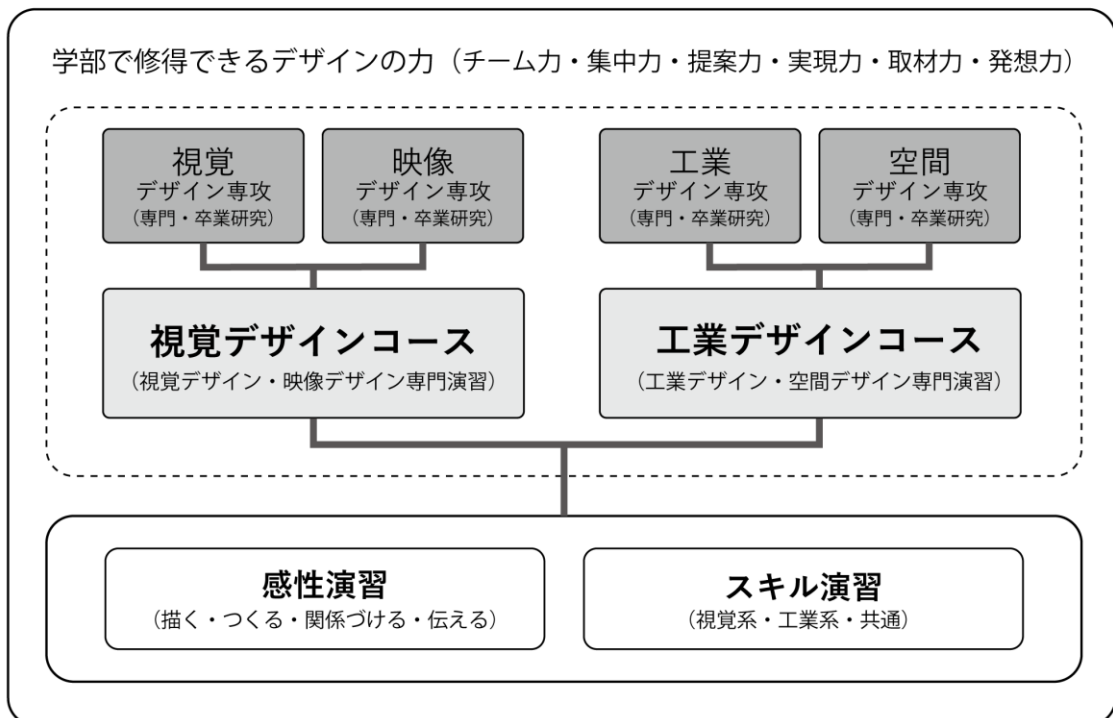 学部で修得できるデザインの力（チーム力・集中力・提案力・実現力・取材力・発想力）
視覚
デザイン専攻
（専門・卒業研究）
映像
デザイン専攻
（専門・卒業研究）
工業
デザイン専攻
（専門・卒業研究）
空間
デザイン専攻
（専門・卒業研究）
視覚デザインコース
（視覚デザイン・映像デザイン専門演習）
工業デザインコース
（工業デザイン・空間デザイン専門演習）
感性演習
（描く・つくる・関係づける・伝える）
スキル演習
（視覚系・工業系・共通）